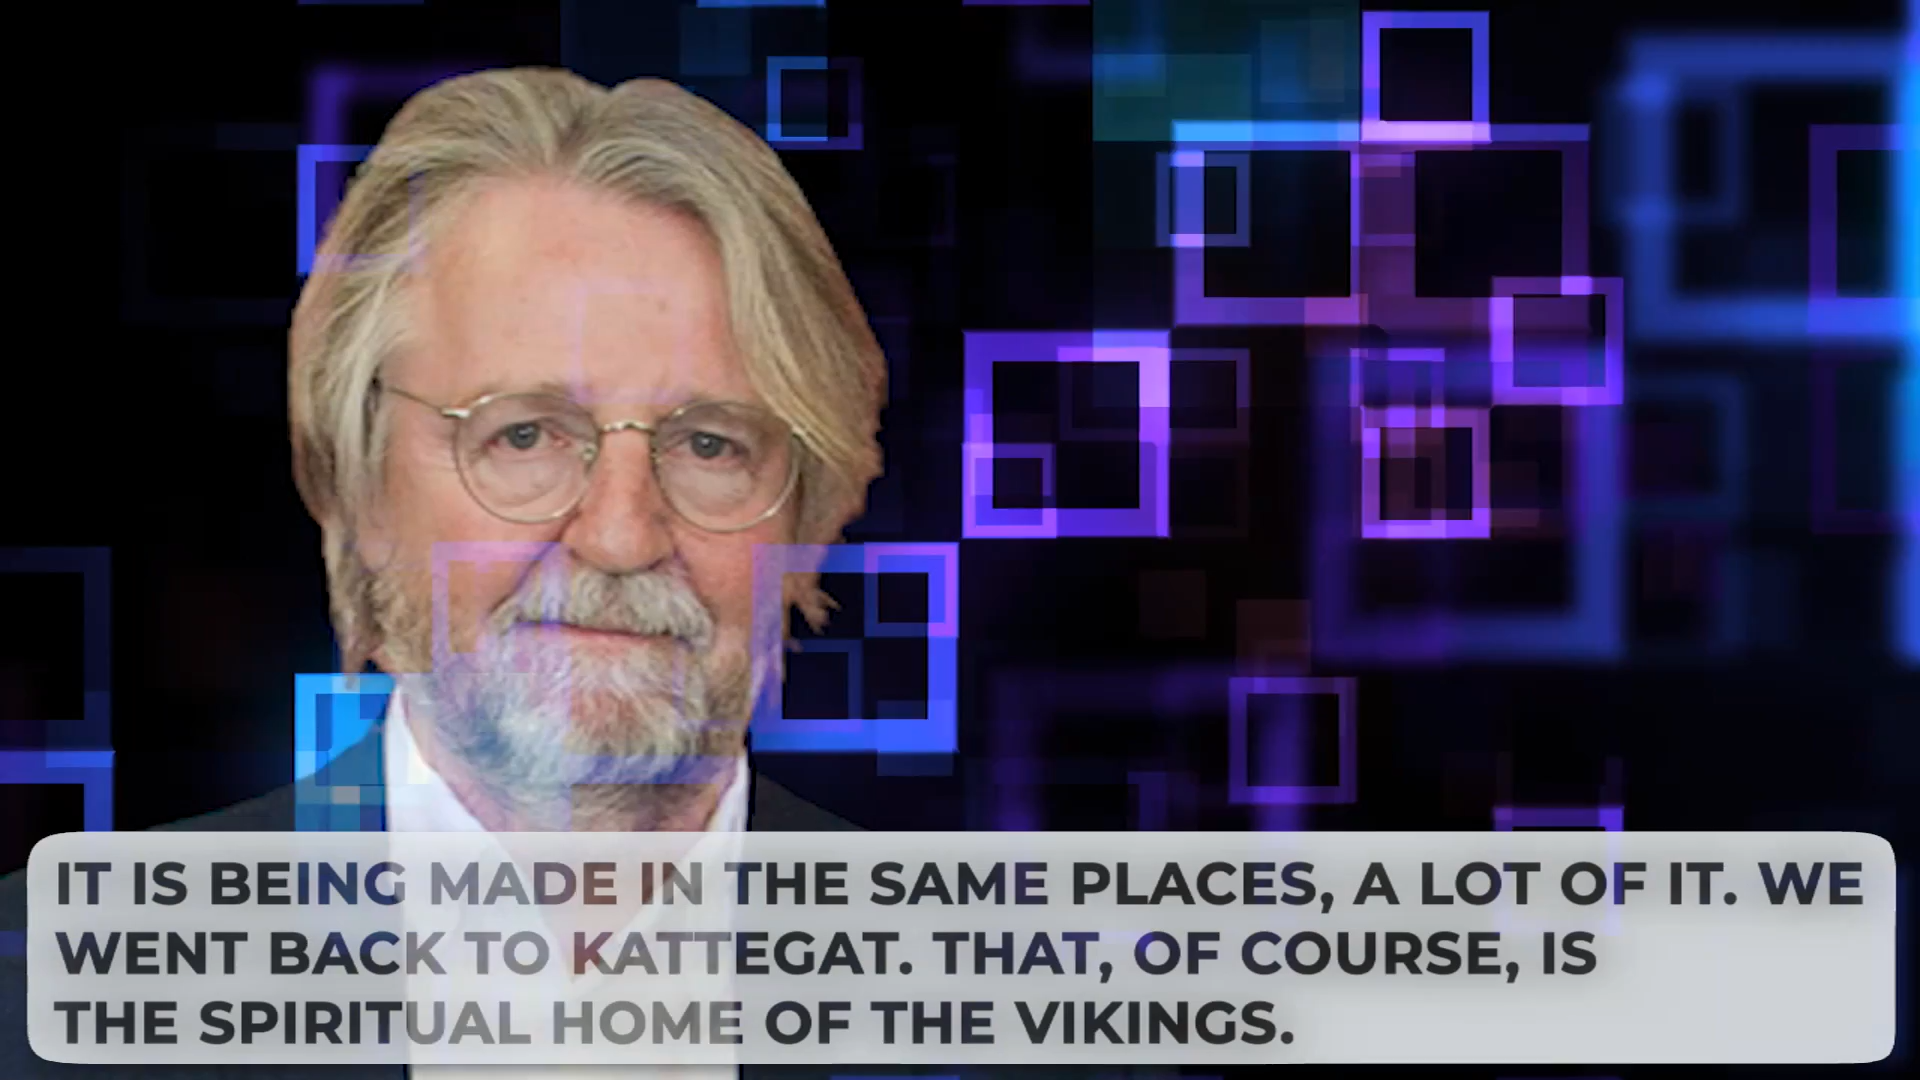 IT IS BEING MADE IN THE SAME PLACES, A LOT OF IT. WE
WENT BACK TO KATTEGAT. THAT, OF COURSE, IS
THE SPIRITUAL HOME OF THE VIKINGS.